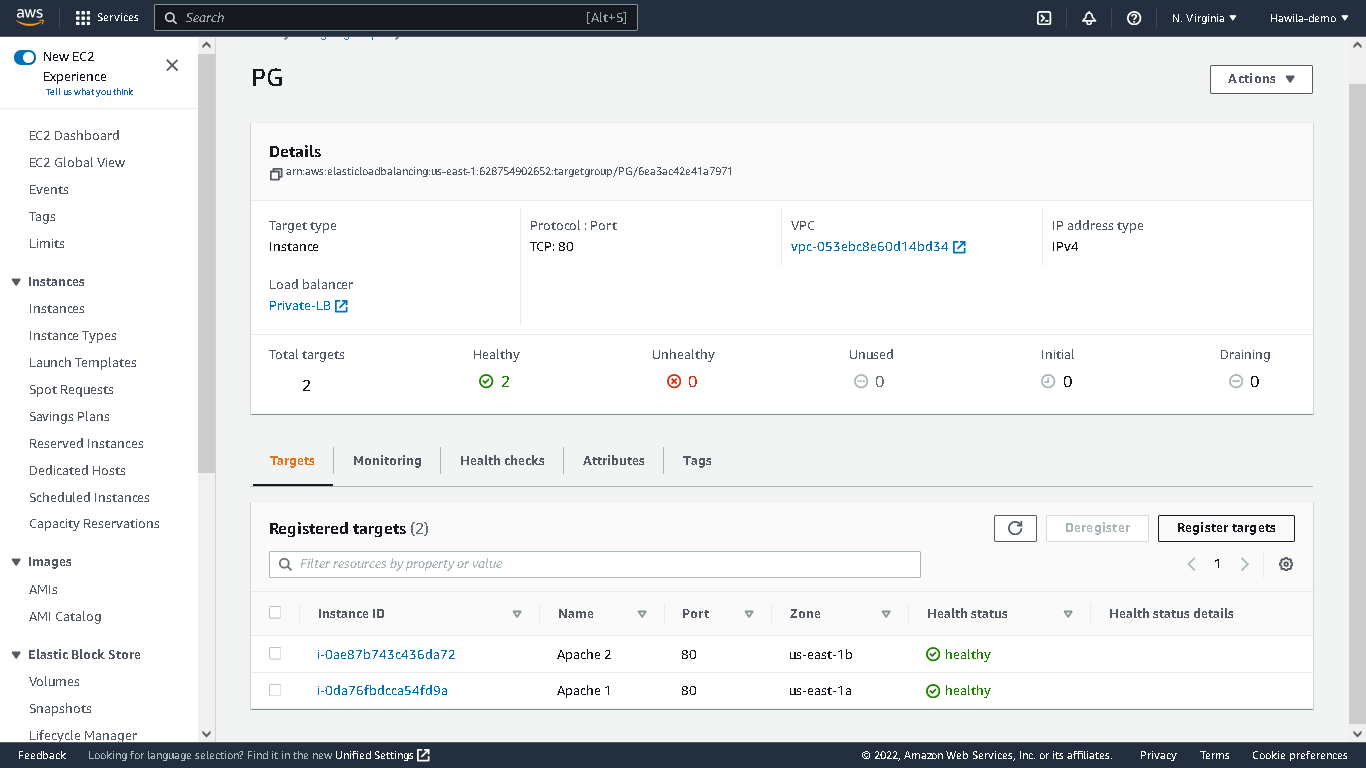 aws
Services
Search
[Alt+S]
N. Virginia
Hawila-demo
New EC2
Experience
Tell us what you think
EC2 Dashboard
EC2 Global View
Events
Tags
Limits
Instances
Instances
Instance Types
Launch Templates
Spot Requests
Savings Plans
Reserved Instances
Dedicated Hosts
Scheduled Instances
Capacity Reservations
Images
AMIs
AMI Catalog
Elastic Block Store
Volumes
Snapshots
Lifecycle Manager
PG
Actions
Details
arn:aws:elasticloadbalancing:us-east-1:628754902652:targetgroup/PG/6ea3ac42e41a7971
Target type
Instance
Protocol : Port
TCP: 80
VPC
vpc-053ebc8e60d14bd34
IP address type
IPv4
Load balancer
Private-LB
Total targets
2
Healthy
2
Unhealthy
0
Unused
0
Initial
0
Draining
0
Targets
Monitoring
Health checks
Attributes
Tags
Registered targets (2)
Deregister
Register targets
Filter resources by property or value
1
Instance ID Name Port Zone Health status Health status details
i-0ae87b743c436da72 Apache 2 80 us-east-1b healthy
i-0da76fbdcca54fd9a Apache 1 80 us-east-1a healthy
Feedback
Looking for language selection? Find it in the new Unified Settings
© 2022, Amazon Web Services, Inc. or its affiliates.
Privacy
Terms
Cookie preferences